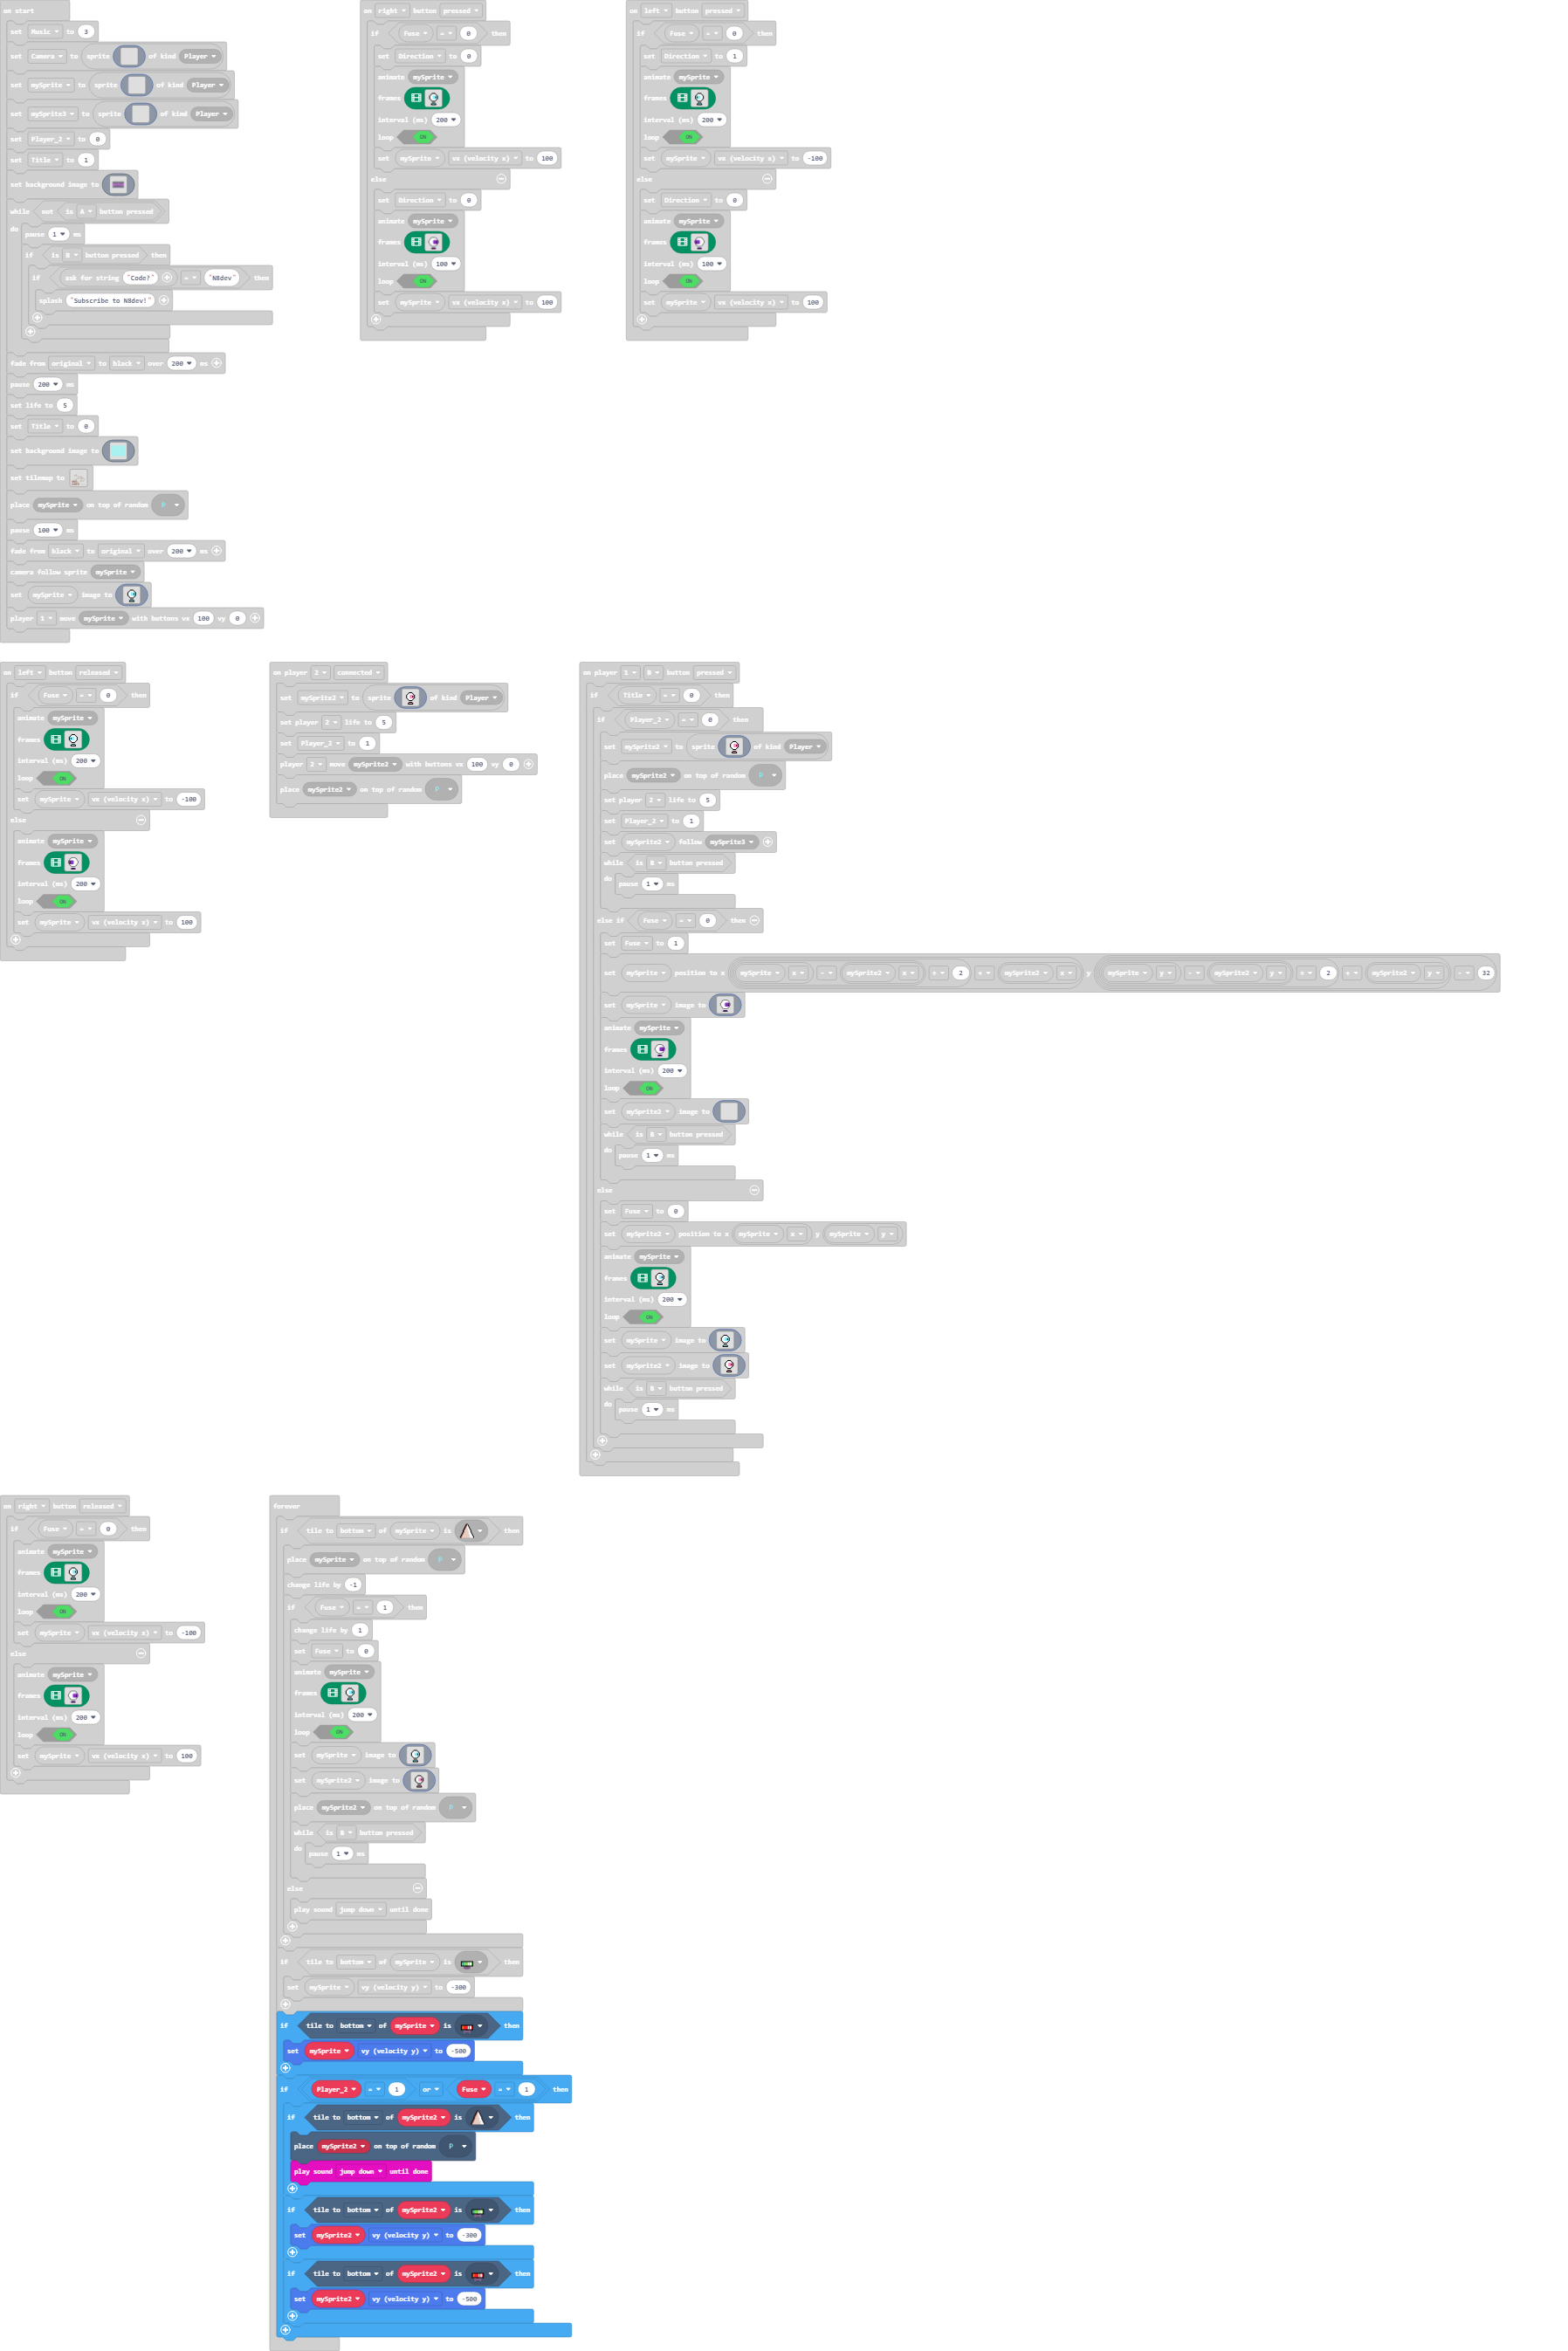 on start
set Music to 3
set Camera to sprite of kind Player
set mySprite to sprite of kind Player
set mySprite3 to sprite of kind Player
set Player_2 to 0
set Title to 1
set background image to
while not is A button pressed
do
pause 1 ms
if is B button pressed then
if ask for string "Code?" = "N8dev" then
splash "Subscribe to N8dev!"
fade from original to black over 200 ms
pause 200 ms
set life to 5
set Title to 0
set background image to
set tilemap to
place mySprite on top of random P
pause 100 ms
fade from black to original over 200 ms
camera follow sprite mySprite
set mySprite image to
player 1 move mySprite with buttons vx 100 vy 0
on right button pressed
if Fuse = 0 then
set Direction to 0
animate mySprite
frames
interval (ms) 200
loop ON
set mySprite vx (velocity x) to 100
else
set Direction to 0
animate mySprite
frames
interval (ms) 100
loop ON
set mySprite vx (velocity x) to 100
on left button pressed
if Fuse = 0 then
set Direction to 1
animate mySprite
frames
interval (ms) 200
loop ON
set mySprite vx (velocity x) to -100
else
set Direction to 0
animate mySprite
frames
interval (ms) 100
loop ON
set mySprite vx (velocity x) to 100
on left button released
if Fuse = 0 then
animate mySprite
frames
interval (ms) 200
loop ON
set mySprite vx (velocity x) to -100
else
animate mySprite
frames
interval (ms) 200
loop ON
set mySprite vx (velocity x) to 100
on player 2 connected
set mySprite2 to sprite of kind Player
set player 2 life to 5
set Player_2 to 1
player 2 move mySprite2 with buttons vx 100 vy 0
place mySprite2 on top of random P
on player 1 B button pressed
if Title = 0 then
if Player_2 = 0 then
set mySprite2 to sprite of kind Player
place mySprite2 on top of random P
set player 2 life to 5
set Player_2 to 1
set mySprite2 follow mySprite3
while is B button pressed
do
pause 1 ms
else if Fuse = 0 then
set Fuse to 1
set mySprite position to x mySprite x - mySprite2 x ÷ 2 + mySprite2 x y mySprite y - mySprite2 y ÷ 2 + mySprite2 y - 32
set mySprite image to
animate mySprite
frames
interval (ms) 200
loop ON
set mySprite2 image to
while is B button pressed
do
pause 1 ms
else
set Fuse to 0
set mySprite2 position to x mySprite x y mySprite y
animate mySprite
frames
interval (ms) 200
loop ON
set mySprite image to
set mySprite2 image to
while is B button pressed
do
pause 1 ms
on right button released
if Fuse = 0 then
animate mySprite
frames
interval (ms) 200
loop ON
set mySprite vx (velocity x) to -100
else
animate mySprite
frames
interval (ms) 200
loop ON
set mySprite vx (velocity x) to 100
forever
if tile to bottom of mySprite is then
place mySprite on top of random P
change life by -1
if Fuse = 1 then
change life by 1
set Fuse to 0
animate mySprite
frames
interval (ms) 200
loop ON
set mySprite image to
set mySprite2 image to
place mySprite2 on top of random P
while is B button pressed
do
pause 1 ms
else
play sound jump down until done
if tile to bottom of mySprite is then
set mySprite vy (velocity y) to -300
if tile to bottom of mySprite is then
set mySprite vy (velocity y) to -500
if Player_2 = 1 or Fuse = 1 then
if tile to bottom of mySprite2 is then
place mySprite2 on top of random P
play sound jump down until done
if tile to bottom of mySprite2 is then
set mySprite2 vy (velocity y) to -300
if tile to bottom of mySprite2 is then
set mySprite2 vy (velocity y) to -500